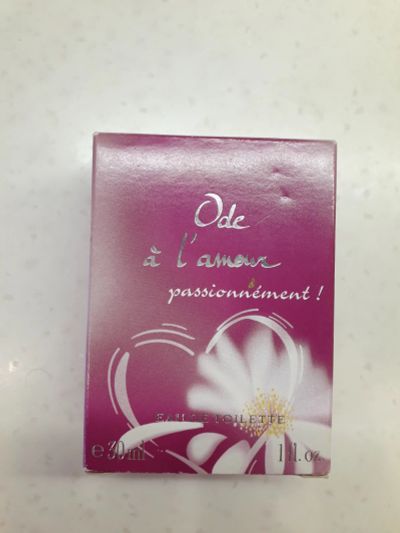 Ode
à l'amour
passionnément !
EAU DE TOILETTE
e 30 ml 1 fl. oz